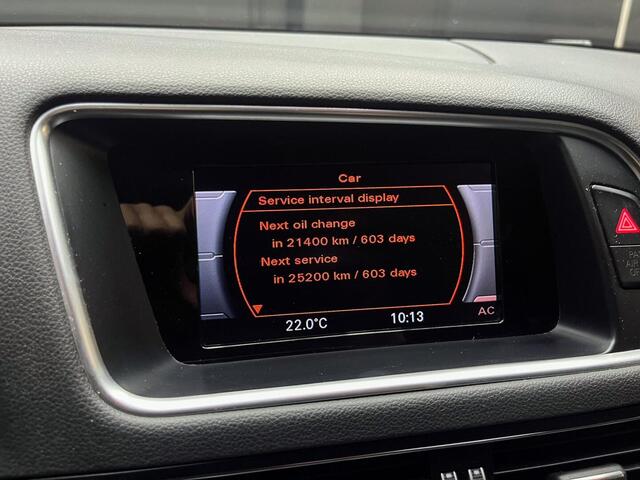 Car
Service interval display
Next oil change
in 21400 km / 603 days
Next service
in 25200 km / 603 days
22.0°C
10:13
AC